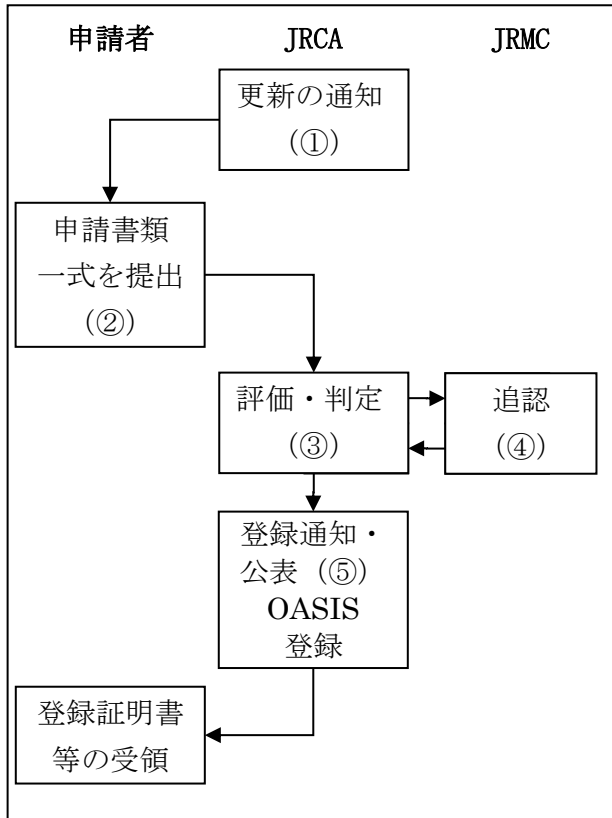 申請者 JRCA JRMC
更新の通知
(①)
申請書類
一式を提出
(②)
評価・判定
(③)
追認
(④)
登録通知・
公表(⑤)
OASIS
登録
登録証明書
等の受領